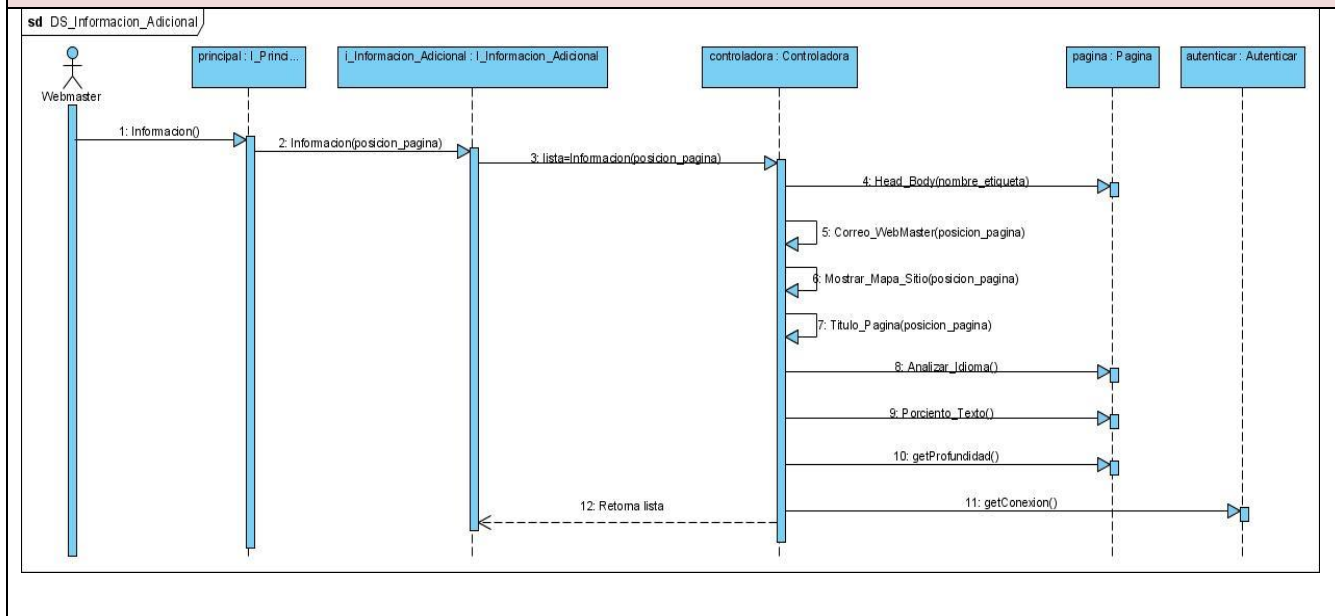 sd DS_Informacion_Adicional
principal : I_Princi...
i_Informacion_Adicional : I_Informacion_Adicional
controladora : Controladora
pagina : Pagina
autenticar : Autenticar
Webmaster
1: Informacion()
2: Informacion(posicion_pagina)
3: lista=Informacion(posicion_pagina)
4: Head_Body(nombre_etiqueta)
5: Correo_WebMaster(posicion_pagina)
6: Mostrar_Mapa_Sitio(posicion_pagina)
7: Titulo_Pagina(posicion_pagina)
8: Analizar_Idioma()
9: Porciento_Texto()
10: getProfundidad()
11: getConexion()
12: Retorna lista